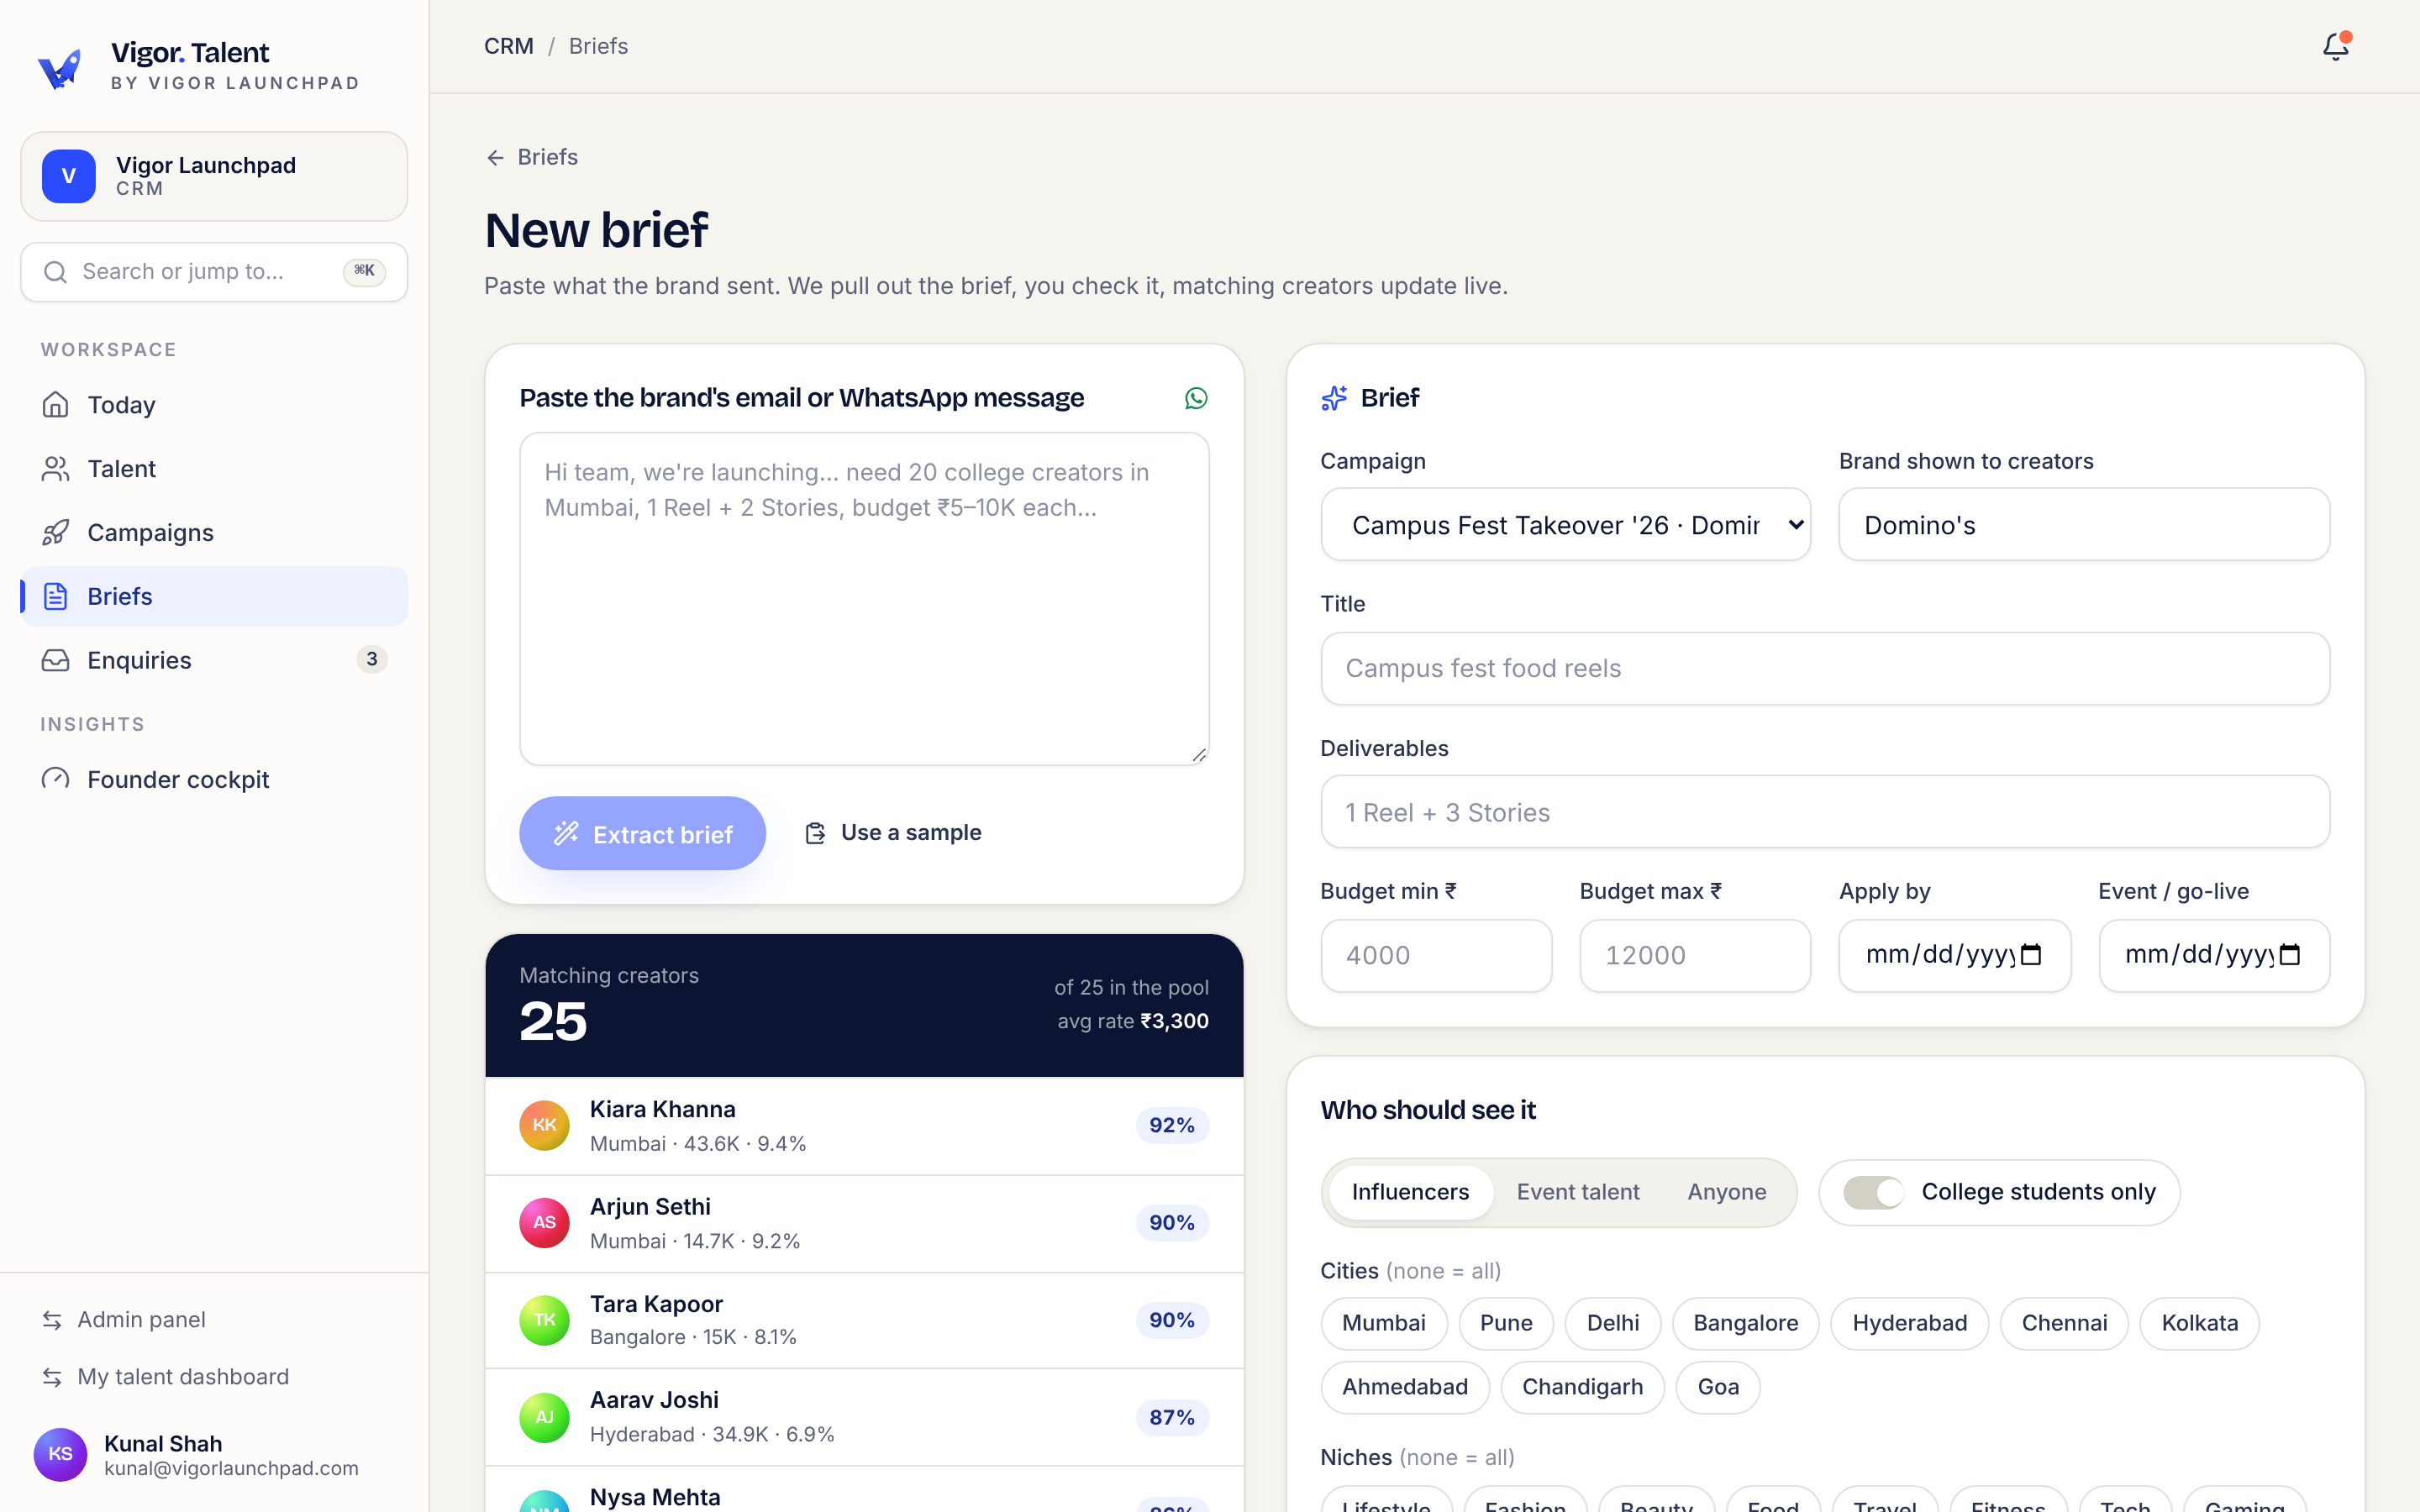 Vigor. Talent
BY VIGOR LAUNCHPAD
V
Vigor Launchpad
CRM
Search or jump to...
⌘K
WORKSPACE
Today
Talent
Campaigns
Briefs
Enquiries
3
INSIGHTS
Founder cockpit
Admin panel
My talent dashboard
KS
Kunal Shah
kunal@vigorlaunchpad.com
CRM / Briefs
← Briefs
New brief
Paste what the brand sent. We pull out the brief, you check it, matching creators update live.
Paste the brand's email or WhatsApp message
Hi team, we're launching... need 20 college creators in
Mumbai, 1 Reel + 2 Stories, budget ₹5–10K each...
Extract brief
Use a sample
Matching creators
25
of 25 in the pool
avg rate ₹3,300
KK
Kiara Khanna
Mumbai · 43.6K · 9.4%
92%
AS
Arjun Sethi
Mumbai · 14.7K · 9.2%
90%
TK
Tara Kapoor
Bangalore · 15K · 8.1%
90%
AJ
Aarav Joshi
Hyderabad · 34.9K · 6.9%
87%
Nysa Mehta
Brief
Campaign
Brand shown to creators
Campus Fest Takeover '26 · Domir
Domino's
Title
Campus fest food reels
Deliverables
1 Reel + 3 Stories
Budget min ₹
Budget max ₹
Apply by
Event / go-live
4000
12000
mm/dd/yyyy
mm/dd/yyyy
Who should see it
Influencers
Event talent
Anyone
College students only
Cities (none = all)
Mumbai
Pune
Delhi
Bangalore
Hyderabad
Chennai
Kolkata
Ahmedabad
Chandigarh
Goa
Niches (none = all)
Lifestyle
Fashion
Beauty
Food
Travel
Fitness
Tech
Gaming